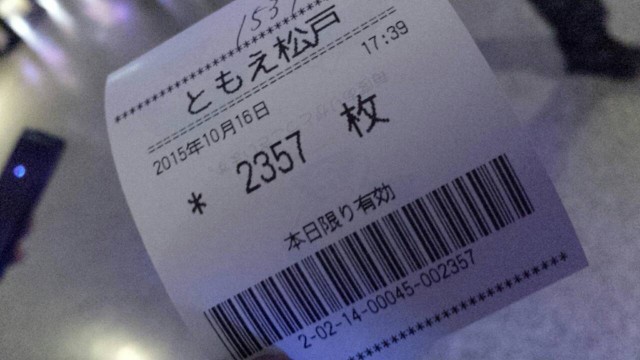 153
****************************
ともえ松戸
============================
2015年10月16日 17:39
* 2357 枚
本日限り有効
2-02-14-00045-002357
****************************